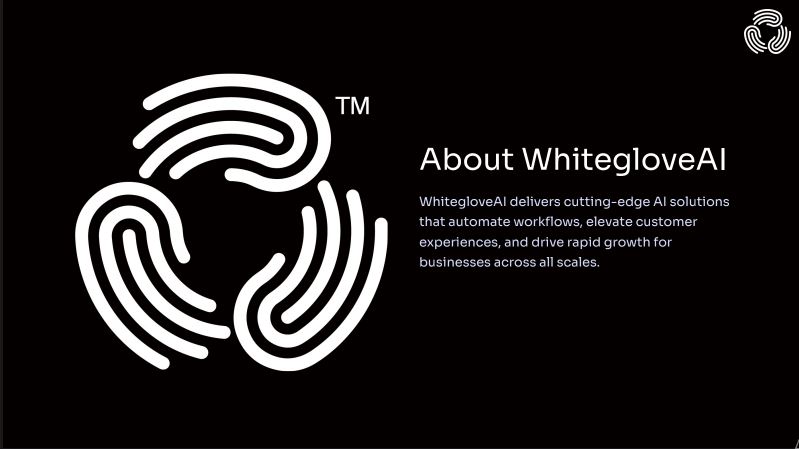 TM
About WhitegloveAI
WhitegloveAI delivers cutting-edge AI solutions
that automate workflows, elevate customer
experiences, and drive rapid growth for
businesses across all scales.